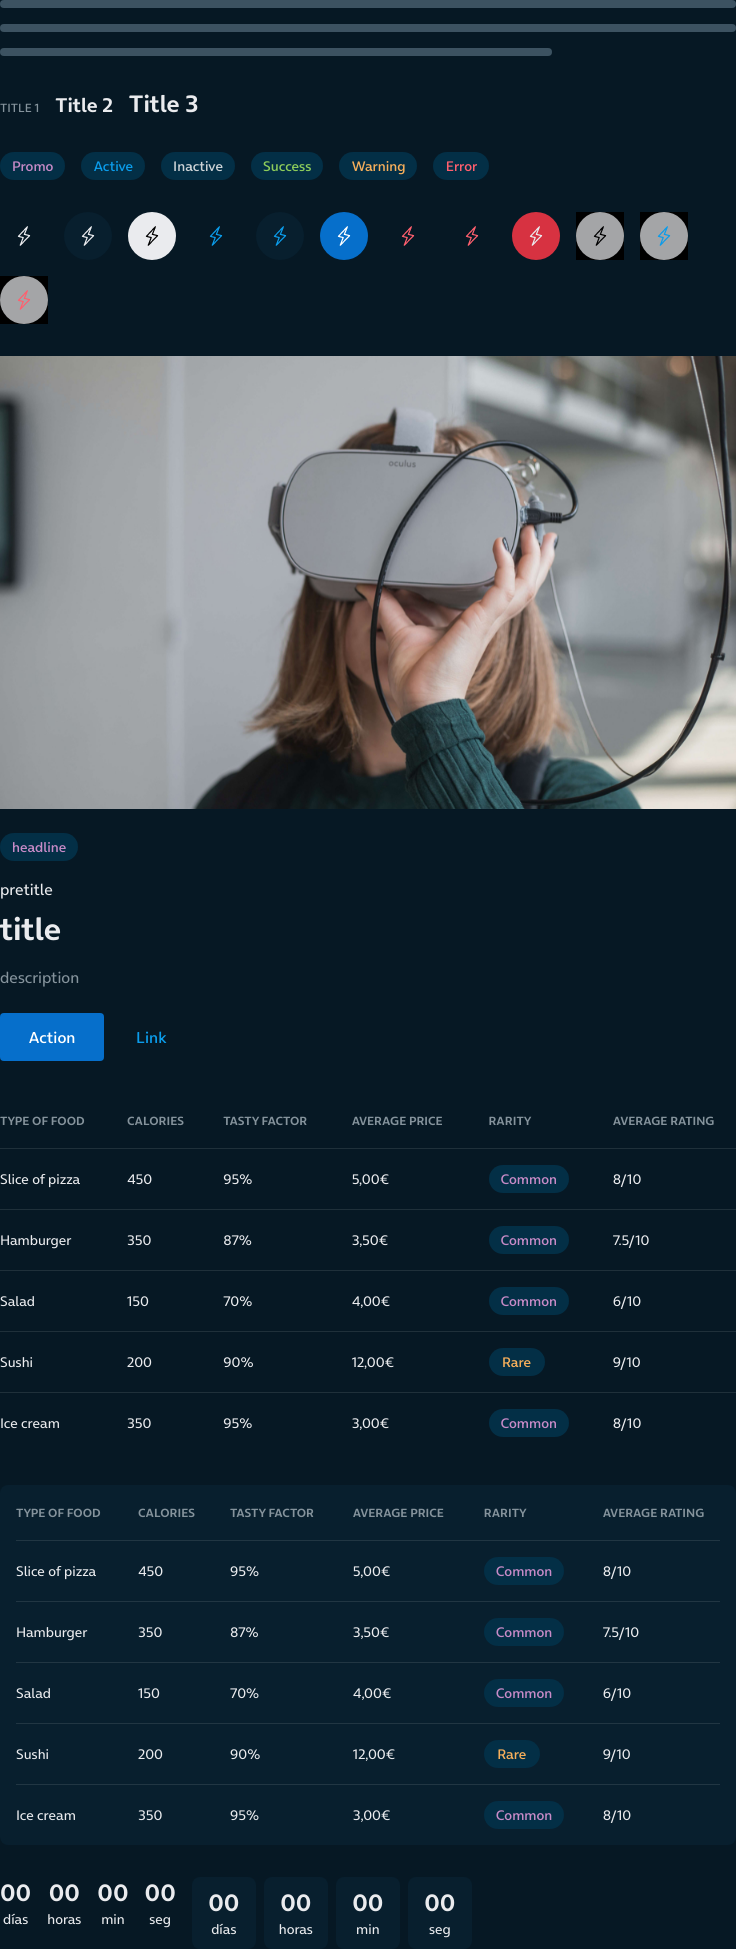 TITLE 1 Title 2 Title 3
Promo Active Inactive Success Warning Error
oculus
headline
pretitle
title
description
Action Link
TYPE OF FOOD CALORIES TASTY FACTOR AVERAGE PRICE RARITY AVERAGE RATING
Slice of pizza 450 95% 5,00€ Common 8/10
Hamburger 350 87% 3,50€ Common 7.5/10
Salad 150 70% 4,00€ Common 6/10
Sushi 200 90% 12,00€ Rare 9/10
Ice cream 350 95% 3,00€ Common 8/10
TYPE OF FOOD CALORIES TASTY FACTOR AVERAGE PRICE RARITY AVERAGE RATING
Slice of pizza 450 95% 5,00€ Common 8/10
Hamburger 350 87% 3,50€ Common 7.5/10
Salad 150 70% 4,00€ Common 6/10
Sushi 200 90% 12,00€ Rare 9/10
Ice cream 350 95% 3,00€ Common 8/10
00 00 00 00 00 00 00 00
días horas min seg días horas min seg